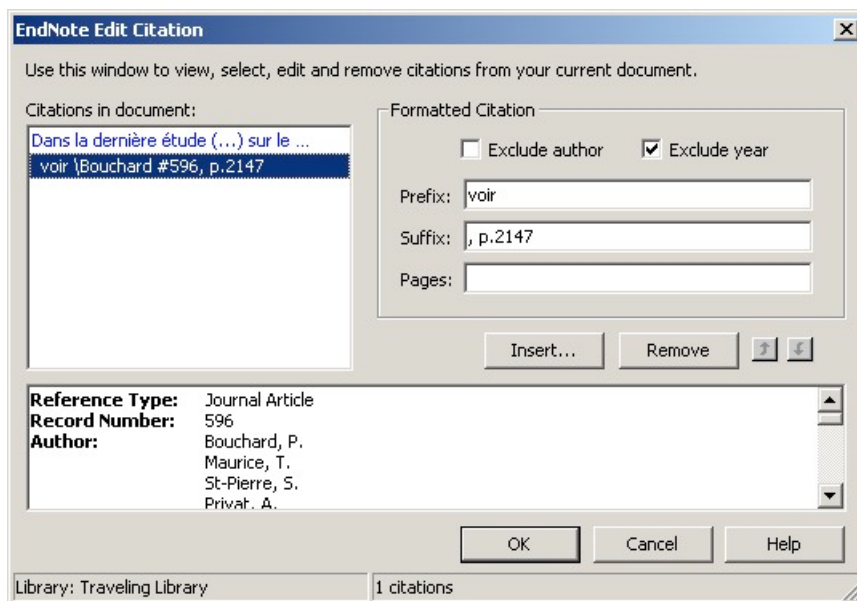 EndNote Edit Citation
Use this window to view, select, edit and remove citations from your current document.
Citations in document:
Dans la dernière étude (...) sur le ...
voir \Bouchard #596, p.2147
Formatted Citation
Exclude author
Exclude year
Prefix: voir
Suffix: , p.2147
Pages:
Insert...
Remove
Reference Type: Journal Article
Record Number: 596
Author: Bouchard, P.
Maurice, T.
St-Pierre, S.
Privat, A.
OK
Cancel
Help
Library: Traveling Library
1 citations